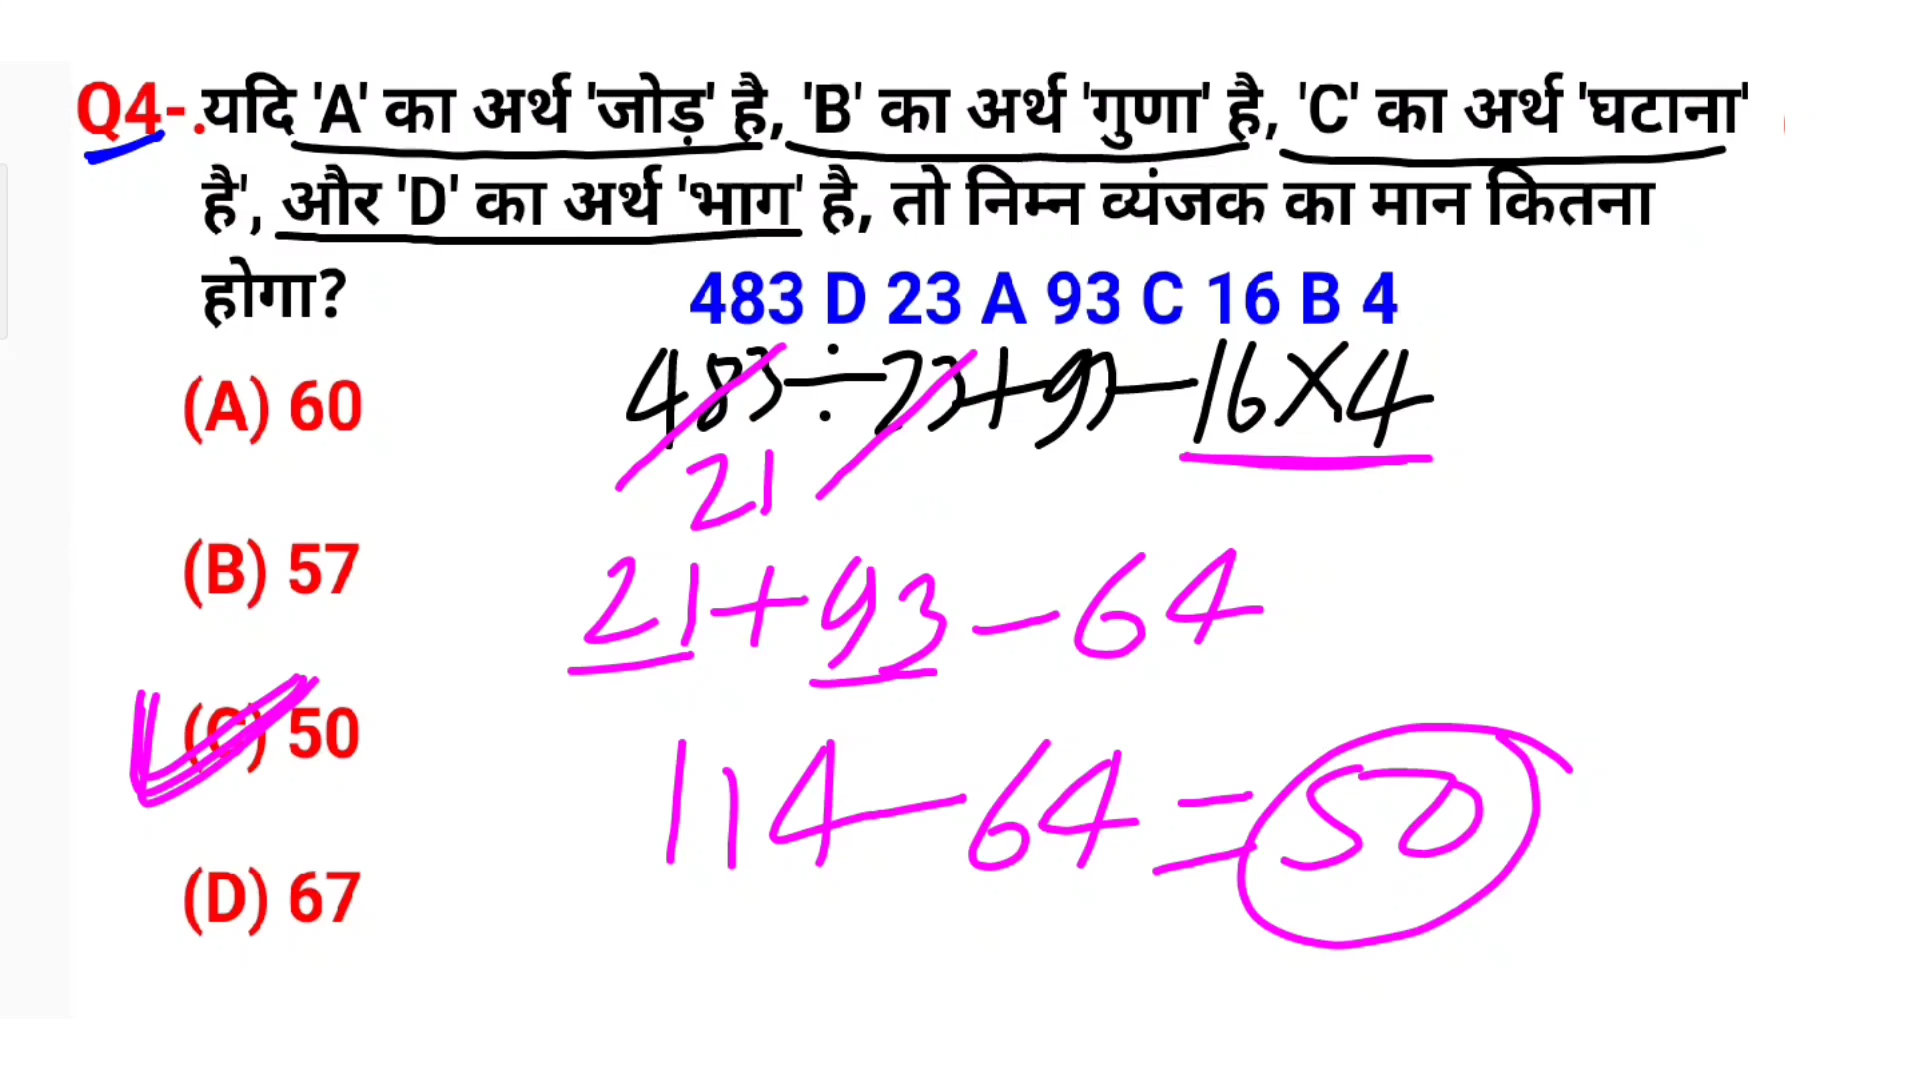 Q4-.यदि 'A' का अर्थ 'जोड़' है, 'B' का अर्थ 'गुणा' है, 'C' का अर्थ 'घटाना'
है', और 'D' का अर्थ 'भाग' है, तो निम्न व्यंजक का मान कितना
होगा? 483 D 23 A 93 C 16 B 4
483÷23+93-16×4
(A) 60
21
(B) 57
21+93-64
(C) 50
114-64=50
(D) 67